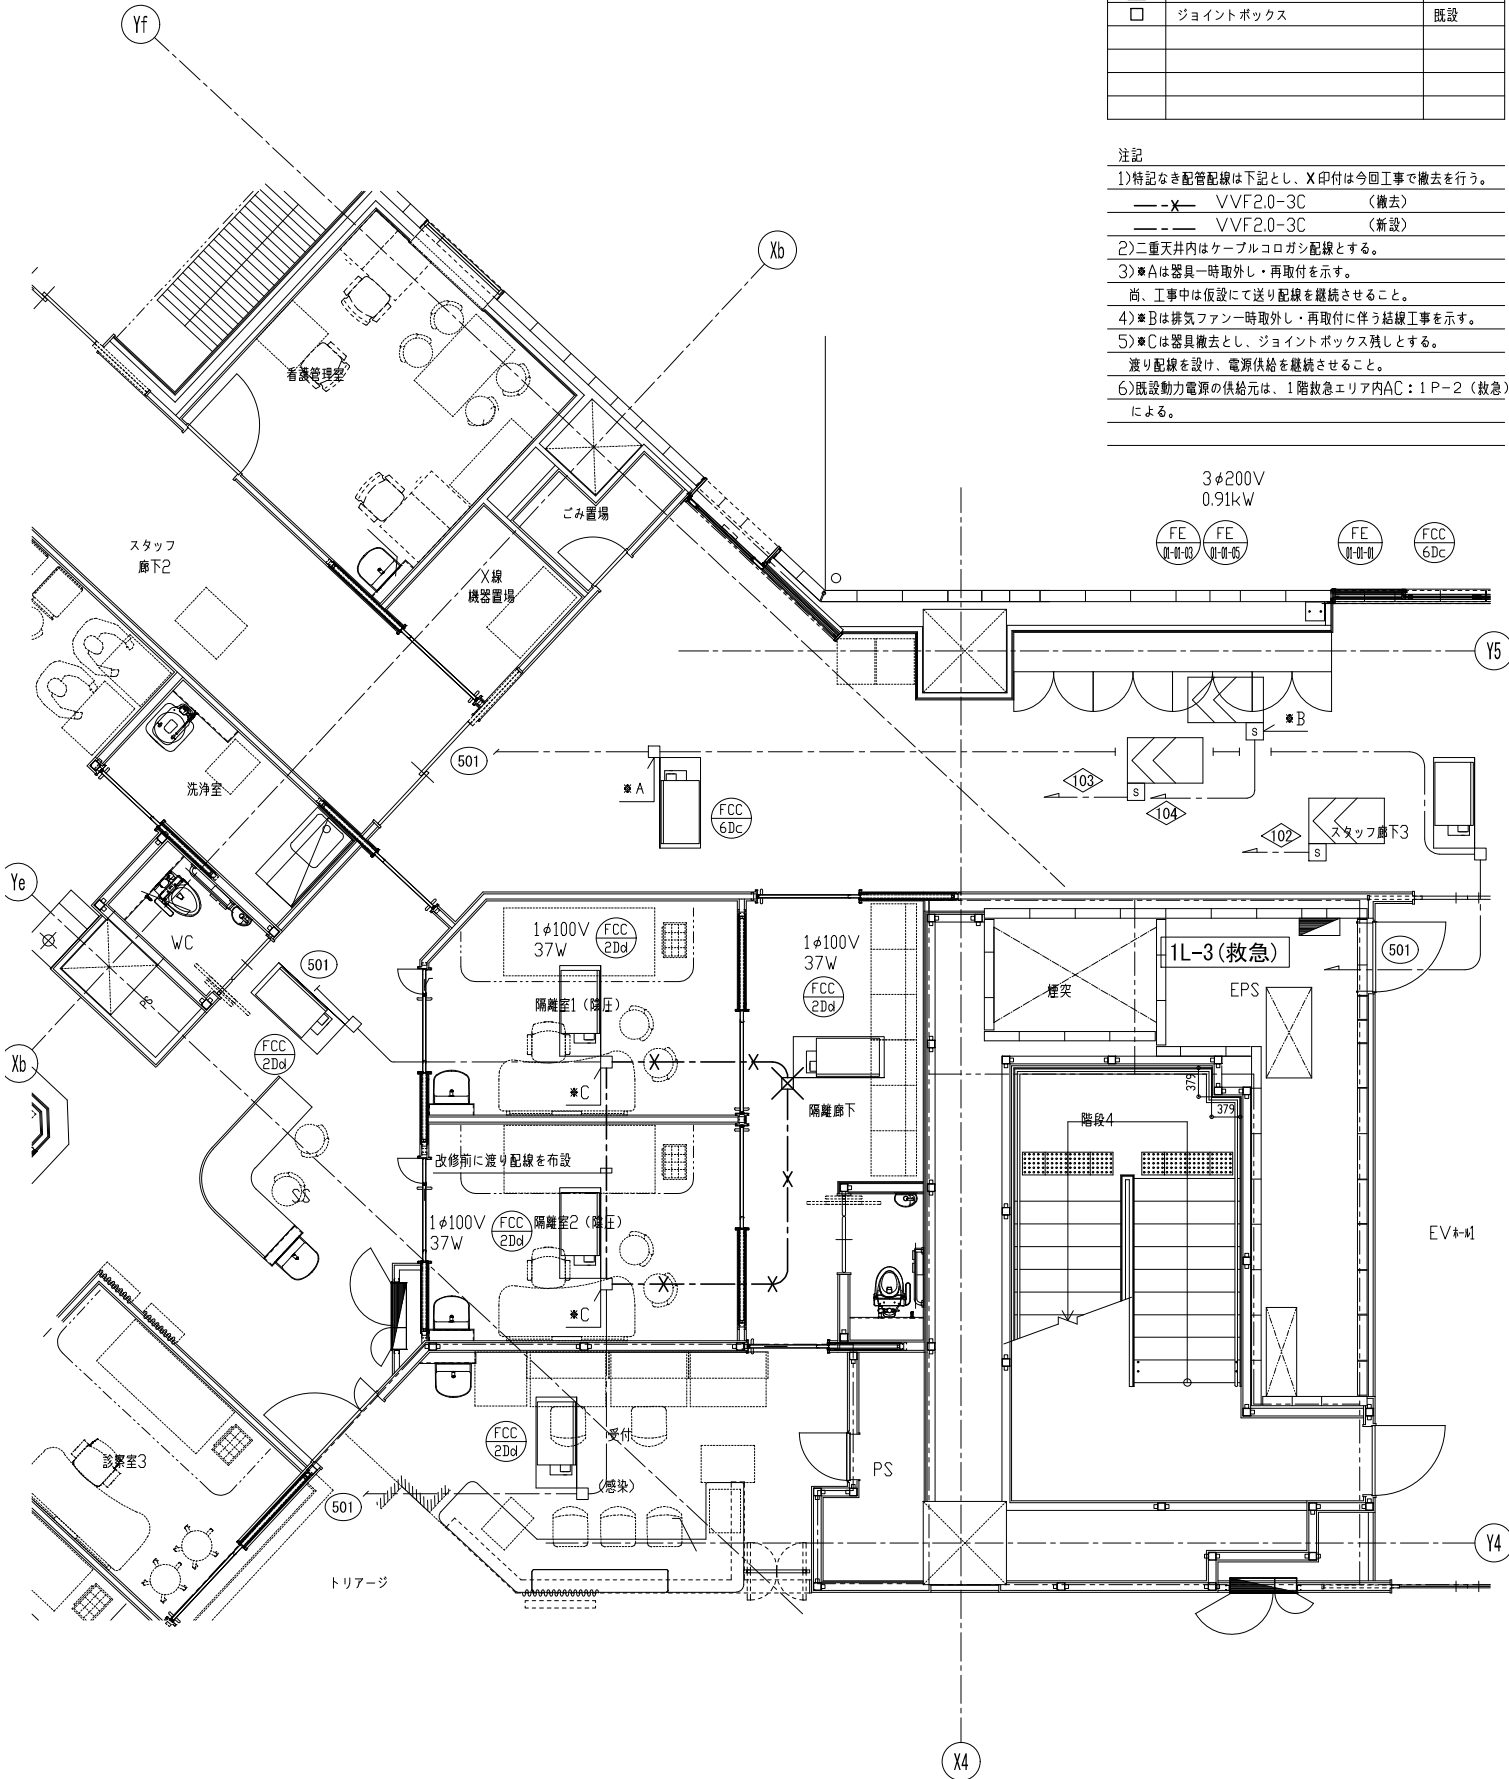 Yf
ジョイントボックス 既設
注記
1)特記なき配管配線は下記とし、X印付は今回工事で撤去を行う。
VVF2.0-3C (撤去)
VVF2.0-3C (新設)
2)二重天井内はケーブルコロガシ配線とする。
3)※Aは器具一時取外し・再取付を示す。
尚、工事中は仮設にて送り配線を継続させること。
4)※Bは排気ファン一時取外し・再取付に伴う結線工事を示す。
5)※Cは器具撤去とし、ジョイントボックス残しとする。
渡り配線を設け、電源供給を継続させること。
6)既設動力電源の供給元は、1階救急エリア内AC:1P-2(救急)
による。
Xb
看護管理室
3φ200V
0.91kW
FE
01-01-03
FE
01-01-05
FE
01-01-01
FCC
6Dc
ごみ置場
スタッフ
廊下2
X線
機器置場
Y5
※B
501
※A
103
S
104
S
洗浄室
FCC
6Dc
102
S
スタッフ廊下3
Ye
WC
1φ100V
37W
FCC
2Dd
1φ100V
37W
FCC
2Dd
1L-3(救急)
501
501
隔離室1(陰圧)
煙突
EPS
PS
FCC
2Dd
Xb
※C
379
379
隔離廊下
階段4
改修前に渡り配線を布設
SS
1φ100V
37W
FCC
2Dd
隔離室2(陰圧)
EVホール1
※C
FCC
2Dd
受付
(感染)
PS
診察室3
501
トリアージ
Y4
X4